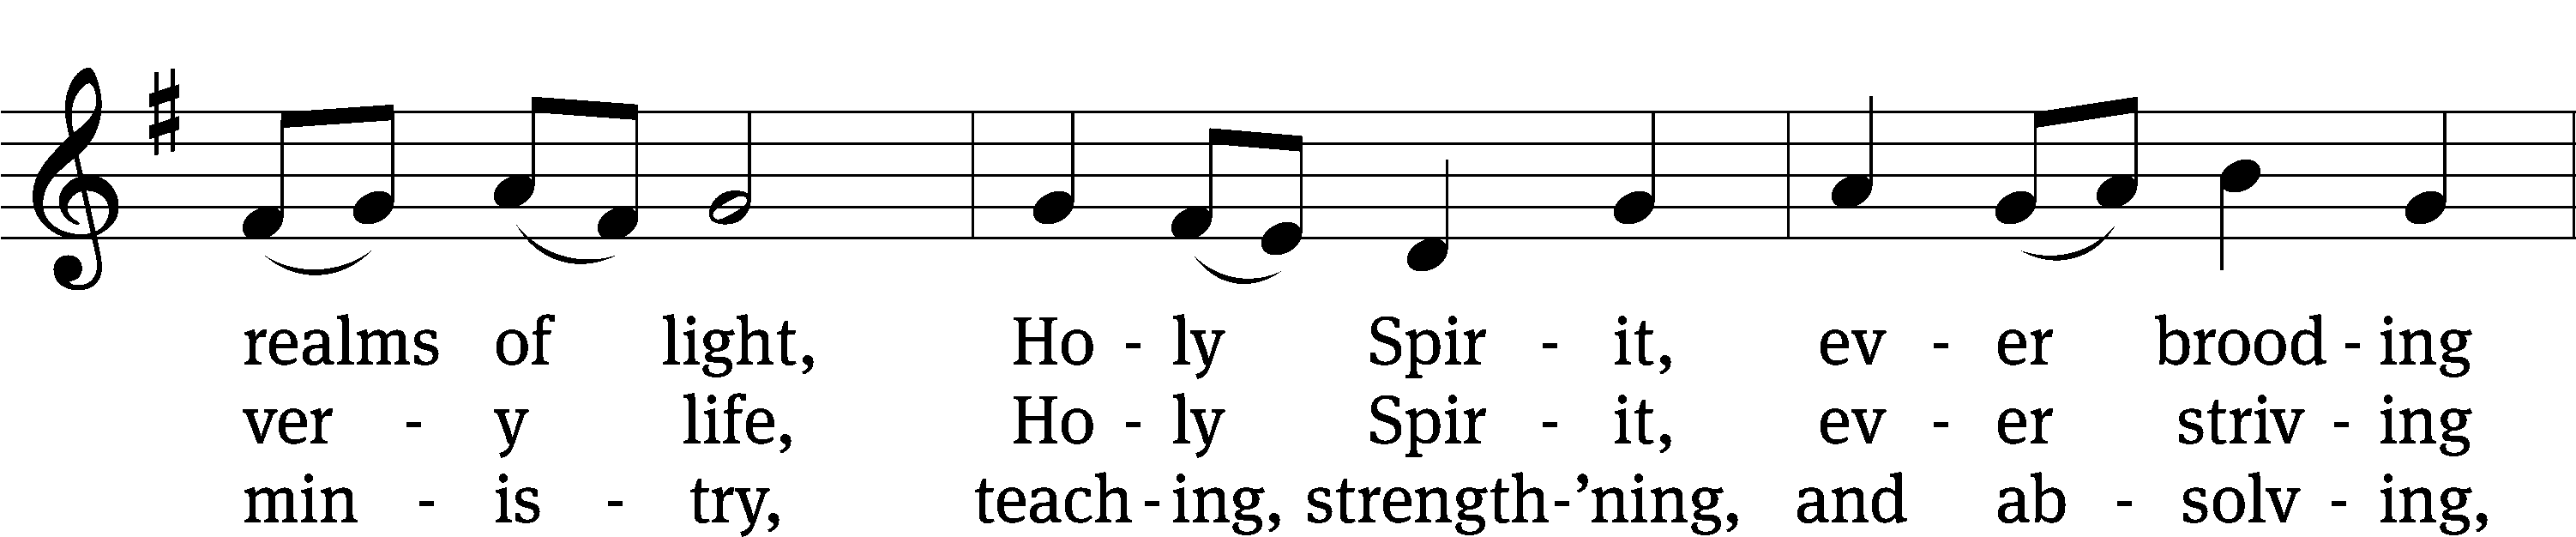 realms of light, Ho - ly Spir - it, ev - er brood - ing
ver - y life, Ho - ly Spir - it, ev - er striv - ing
min - is - try, teach - ing, strength - ’ning, and ab - solv - ing,